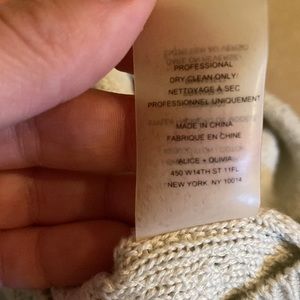 PROFESSIONAL
DRY CLEAN ONLY/
NETTOYAGE A SEC
PROFESSIONNEL UNIQUEMENT
MADE IN CHINA
FABRIQUE EN CHINE
ALICE + OLIVIA
450 W14TH ST 11FL
NEW YORK, NY 10014